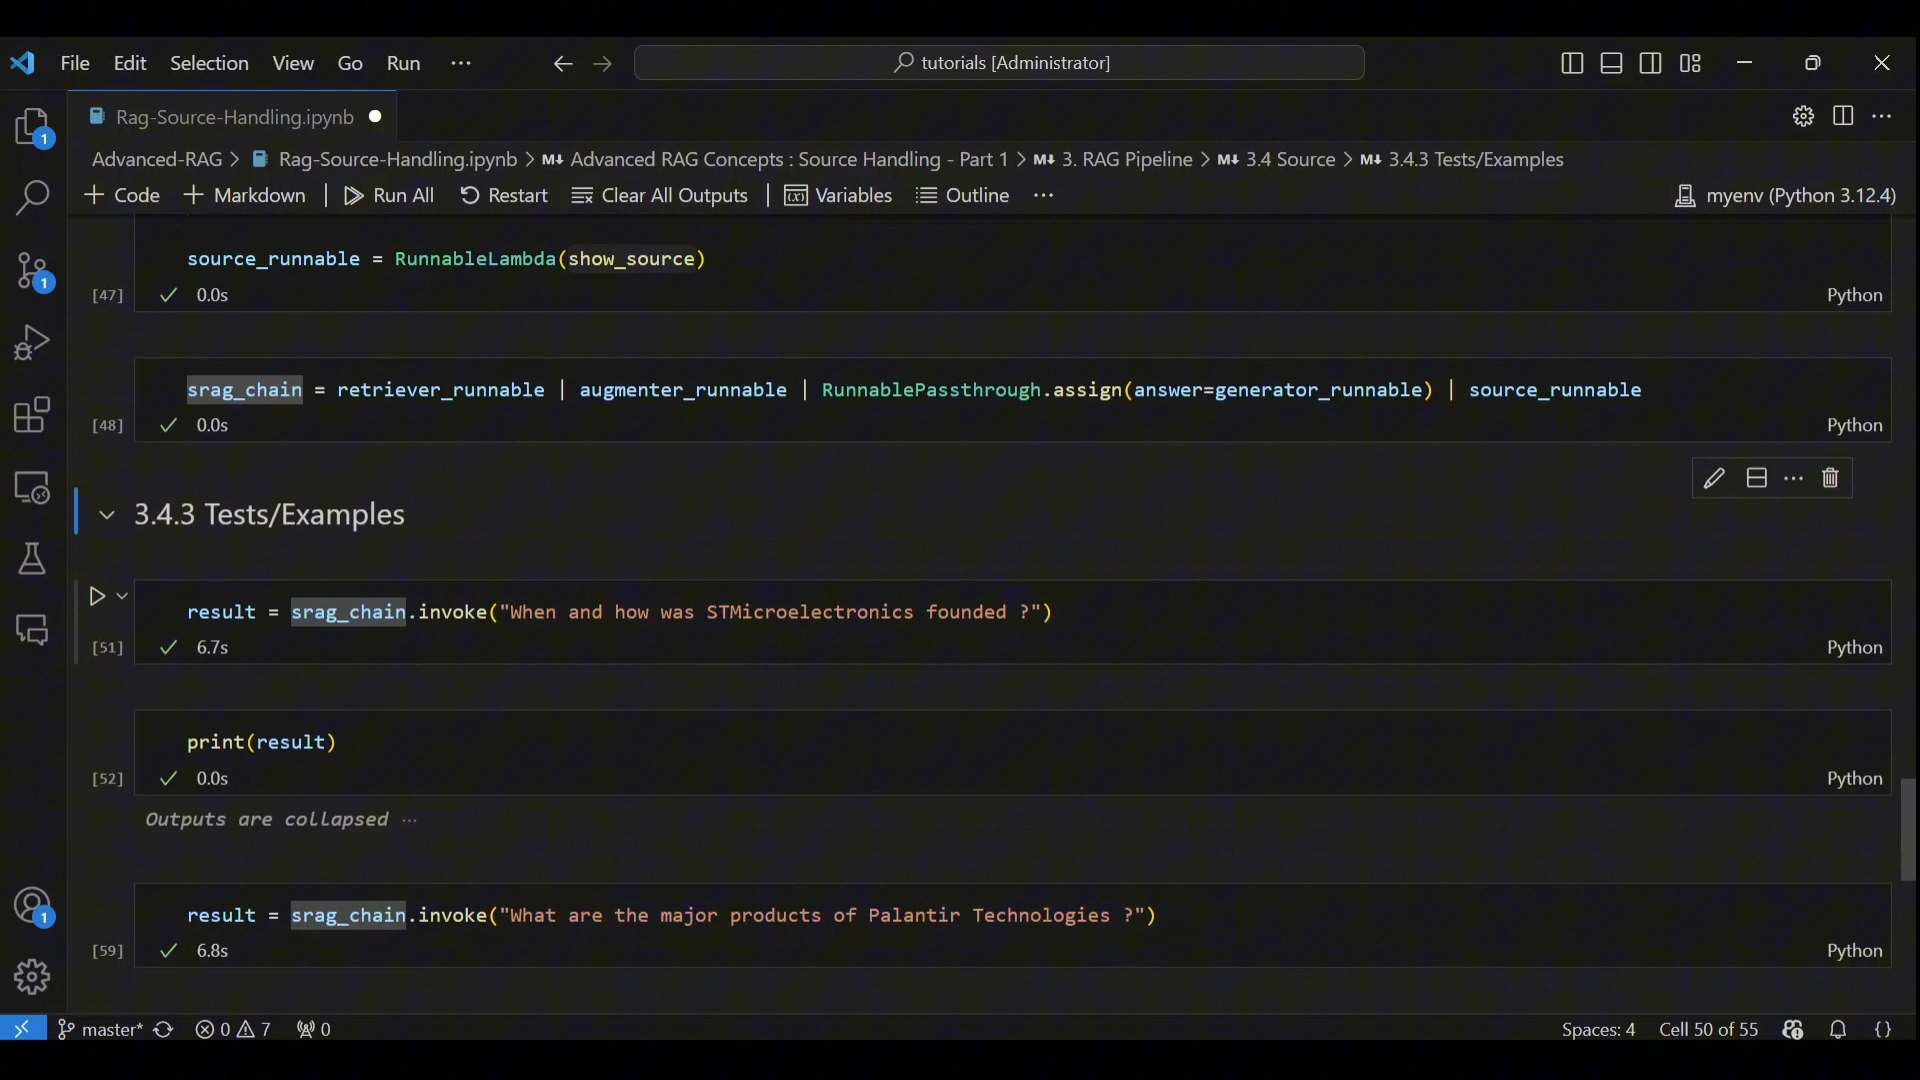 File Edit Selection View Go Run ··· tutorials [Administrator]
Rag-Source-Handling.ipynb
Advanced-RAG > Rag-Source-Handling.ipynb > M↓ Advanced RAG Concepts : Source Handling - Part 1 > M↓ 3. RAG Pipeline > M↓ 3.4 Source > M↓ 3.4.3 Tests/Examples
+ Code + Markdown | Run All Restart Clear All Outputs | Variables Outline ··· myenv (Python 3.12.4)
source_runnable = RunnableLambda(show_source)
[47] ✓ 0.0s Python
srag_chain = retriever_runnable | augmenter_runnable | RunnablePassthrough.assign(answer=generator_runnable) | source_runnable
[48] ✓ 0.0s Python
3.4.3 Tests/Examples
result = srag_chain.invoke("When and how was STMicroelectronics founded ?")
[51] ✓ 6.7s Python
print(result)
[52] ✓ 0.0s Python
Outputs are collapsed ···
result = srag_chain.invoke("What are the major products of Palantir Technologies ?")
[59] ✓ 6.8s Python
1
1
1
master* 0 7 0 Spaces: 4 Cell 50 of 55 {}